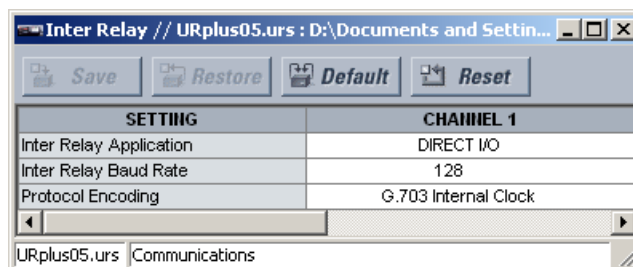 Inter Relay // URplus05.urs : D:\Documents and Settin...
Save Restore Default Reset
SETTING CHANNEL 1
Inter Relay Application DIRECT I/O
Inter Relay Baud Rate 128
Protocol Encoding G.703 Internal Clock
URplus05.urs Communications